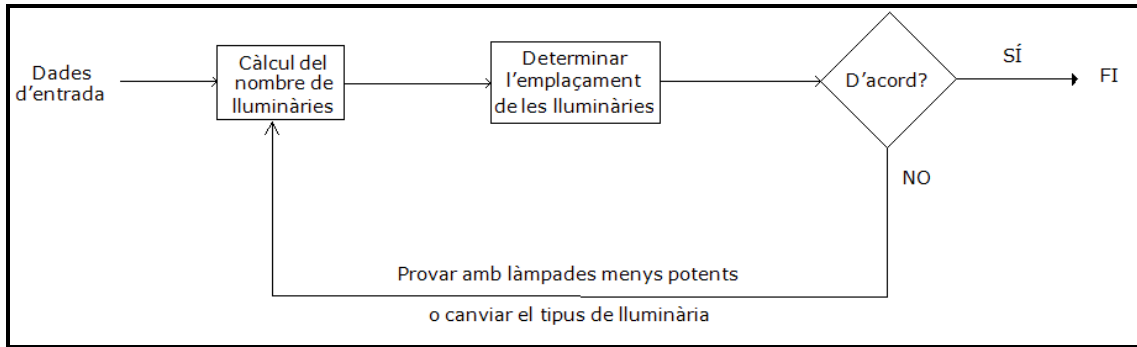 Dades
d'entrada
Càlcul del
nombre de
lluminàries
Determinar
l'emplaçament
de les lluminàries
D'acord?
SÍ
FI
NO
Provar amb làmpades menys potents
o canviar el tipus de lluminària